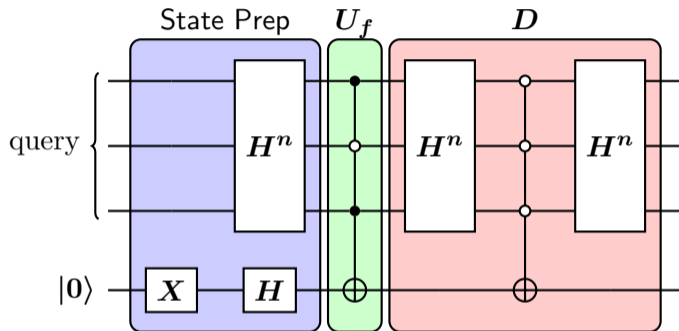 State Prep
U_f
D
query
H^n
H^n
H^n
|0⟩
X
H